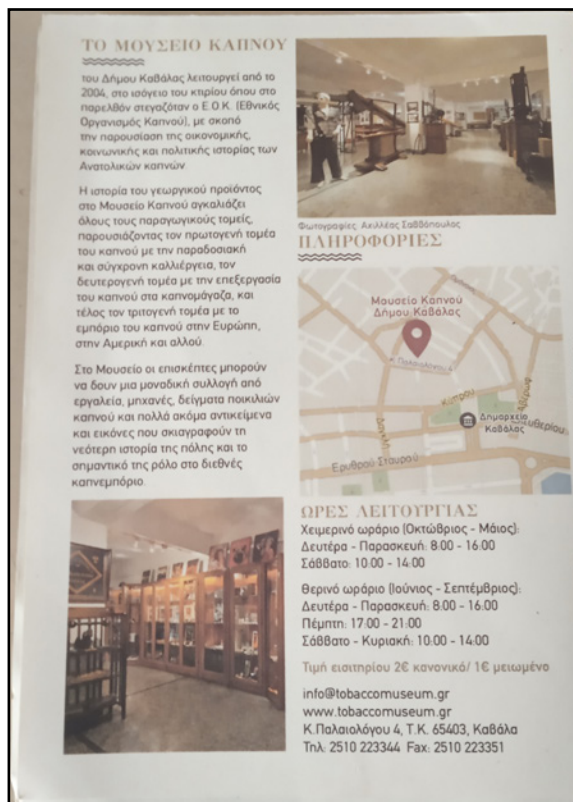 ΤΟ ΜΟΥΣΕΙΟ ΚΑΠΝΟΥ
του Δήμου Καβάλας λειτουργεί από το
2004, στο ισόγειο του κτιρίου όπου στο
παρελθόν στεγαζόταν ο Ε.Ο.Κ. (Εθνικός
Οργανισμός Καπνού), με σκοπό
την παρουσίαση της οικονομικής,
κοινωνικής και πολιτικής ιστορίας των
Ανατολικών καπνών.
Η ιστορία του γεωργικού προϊόντος
στο Μουσείο Καπνού αγκαλιάζει
όλους τους παραγωγικούς τομείς,
παρουσιάζοντας τον πρωτογενή τομέα
του καπνού με την παραδοσιακή
και σύγχρονη καλλιέργεια, τον
δευτερογενή τομέα με την επεξεργασία
του καπνού στα καπνομάγαζα, και
τέλος τον τριτογενή τομέα με το
εμπόριο του καπνού στην Ευρώπη,
στην Αμερική και αλλού.
Στο Μουσείο οι επισκέπτες μπορούν
να δουν μια μοναδική συλλογή από
εργαλεία, μηχανές, δείγματα ποικιλιών
καπνού και πολλά ακόμα αντικείμενα
και εικόνες που σκιαγραφούν τη
νεότερη ιστορία της πόλης και το
σημαντικό της ρόλο στο διεθνές
καπνεμπόριο.
Φωτογραφίες: Αχιλλέας Σαββόπουλος
ΠΛΗΡΟΦΟΡΙΕΣ
Μουσείο Καπνού
Δήμου Καβάλας
Κ. Παλαιολόγου 4
Κύπρου
Αβέρωφ
Δημαρχείο
Καβάλας
Δαγκλή
Ερυθρού Σταυρού
ΩΡΕΣ ΛΕΙΤΟΥΡΓΙΑΣ
Χειμερινό ωράριο (Οκτώβριος - Μάιος):
Δευτέρα - Παρασκευή: 8:00 - 16:00
Σάββατο: 10:00 - 14:00
Θερινό ωράριο (Ιούνιος - Σεπτέμβριος):
Δευτέρα - Παρασκευή: 8:00 - 16:00
Πέμπτη: 17:00 - 21:00
Σάββατο - Κυριακή: 10:00 - 14:00
Τιμή εισιτηρίου 2€ κανονικό/ 1€ μειωμένο
info@tobaccomuseum.gr
www.tobaccomuseum.gr
Κ.Παλαιολόγου 4, Τ.Κ. 65403, Καβάλα
Τηλ: 2510 223344 Fax: 2510 223351